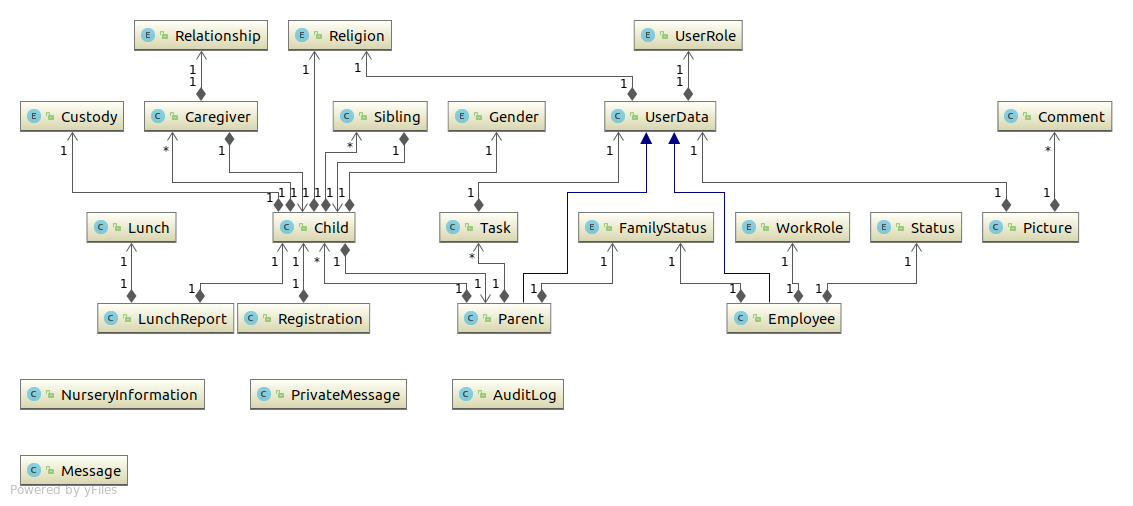 E Relationship
E Religion
E UserRole
1 1 1 1
1 1 1
E Custody
C Caregiver
C Sibling
E Gender
C UserData
C Comment
1 * 1 * 1 1 1 1 *
1 1 1 1 1 1 1 1 1 1
C Lunch
C Child
C Task
E FamilyStatus
E WorkRole
E Status
C Picture
1 1 1 * 1 * 1 1 1 1 1
1 1 1 1 1 1 1 1 1
C LunchReport
C Registration
C Parent
C Employee
C NurseryInformation
C PrivateMessage
C AuditLog
C Message
Powered by yFiles